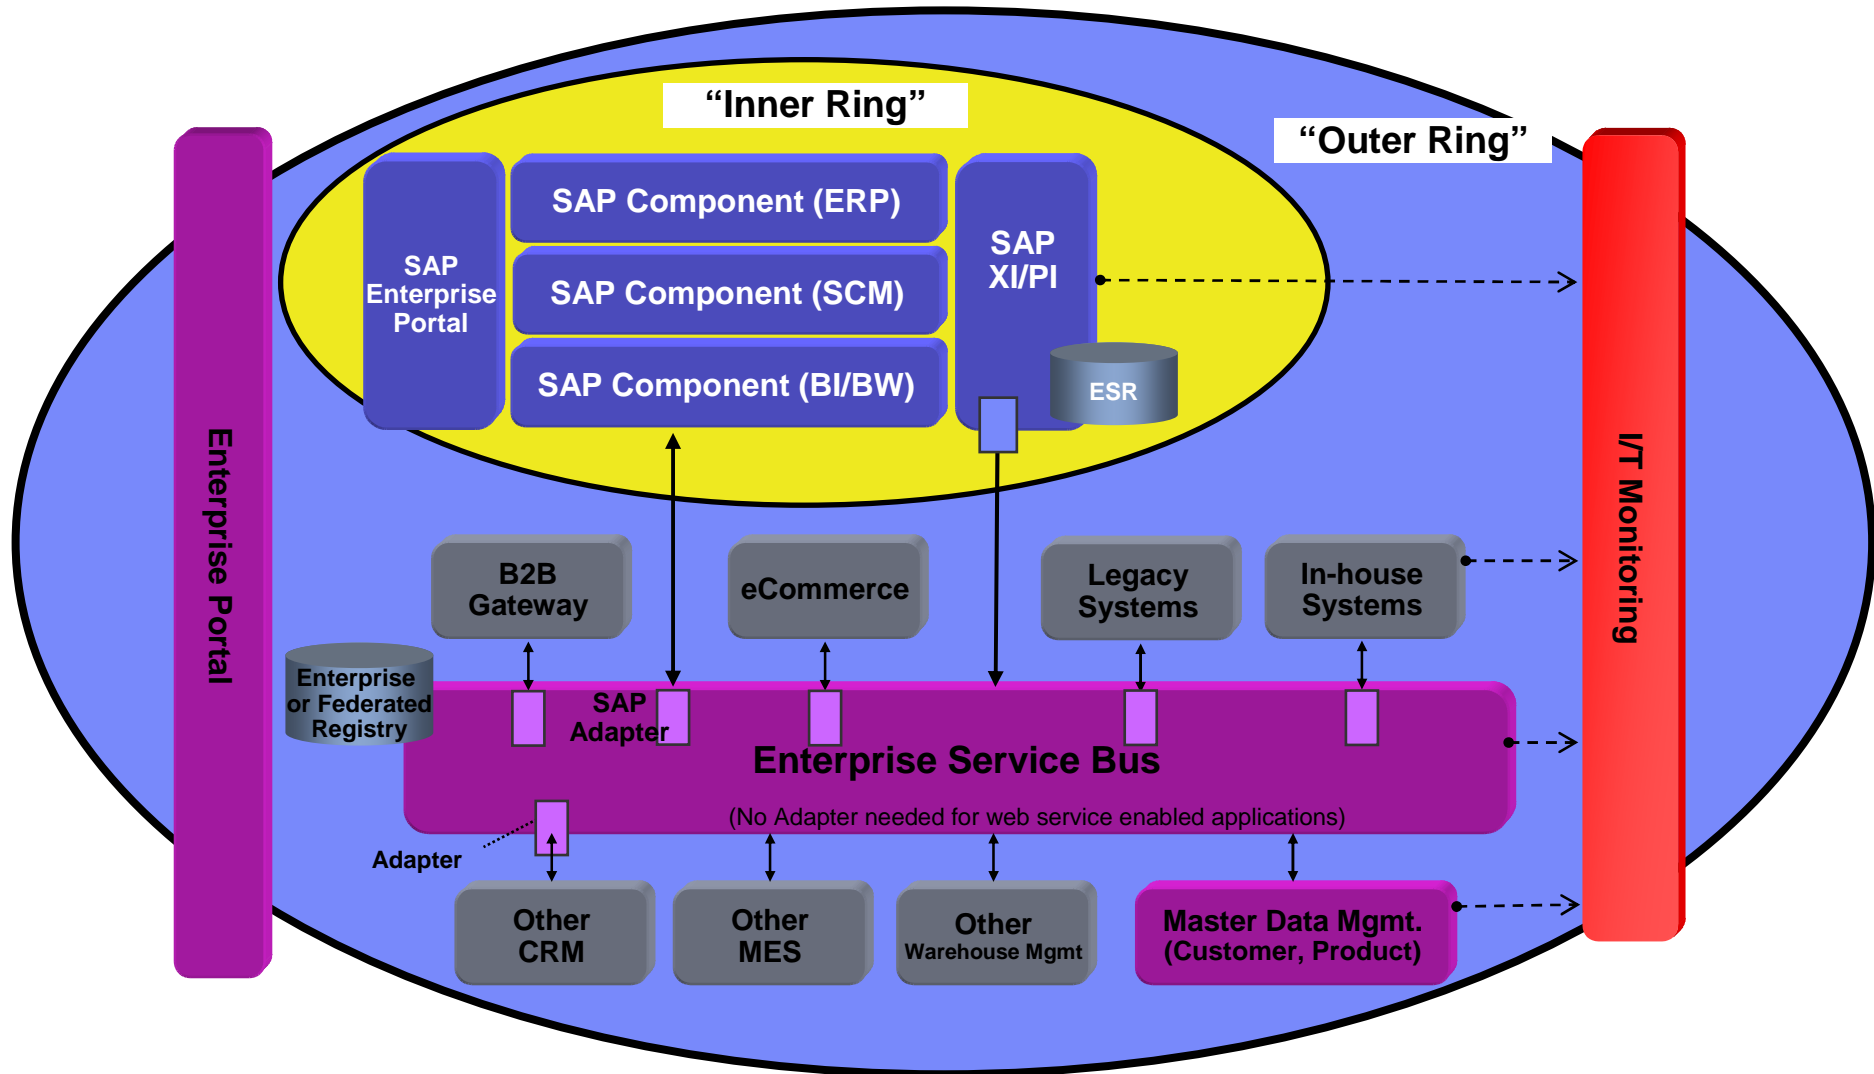 “Inner Ring”
“Outer Ring”
SAP
Enterprise
Portal
SAP Component (ERP)
SAP Component (SCM)
SAP Component (BI/BW)
SAP
XI/PI
ESR
Enterprise Portal
I/T Monitoring
B2B
Gateway
eCommerce
Legacy
Systems
In-house
Systems
Enterprise
or Federated
Registry
SAP
Adapter
Enterprise Service Bus
(No Adapter needed for web service enabled applications)
Adapter
Other
CRM
Other
MES
Other
Warehouse Mgmt
Master Data Mgmt.
(Customer, Product)